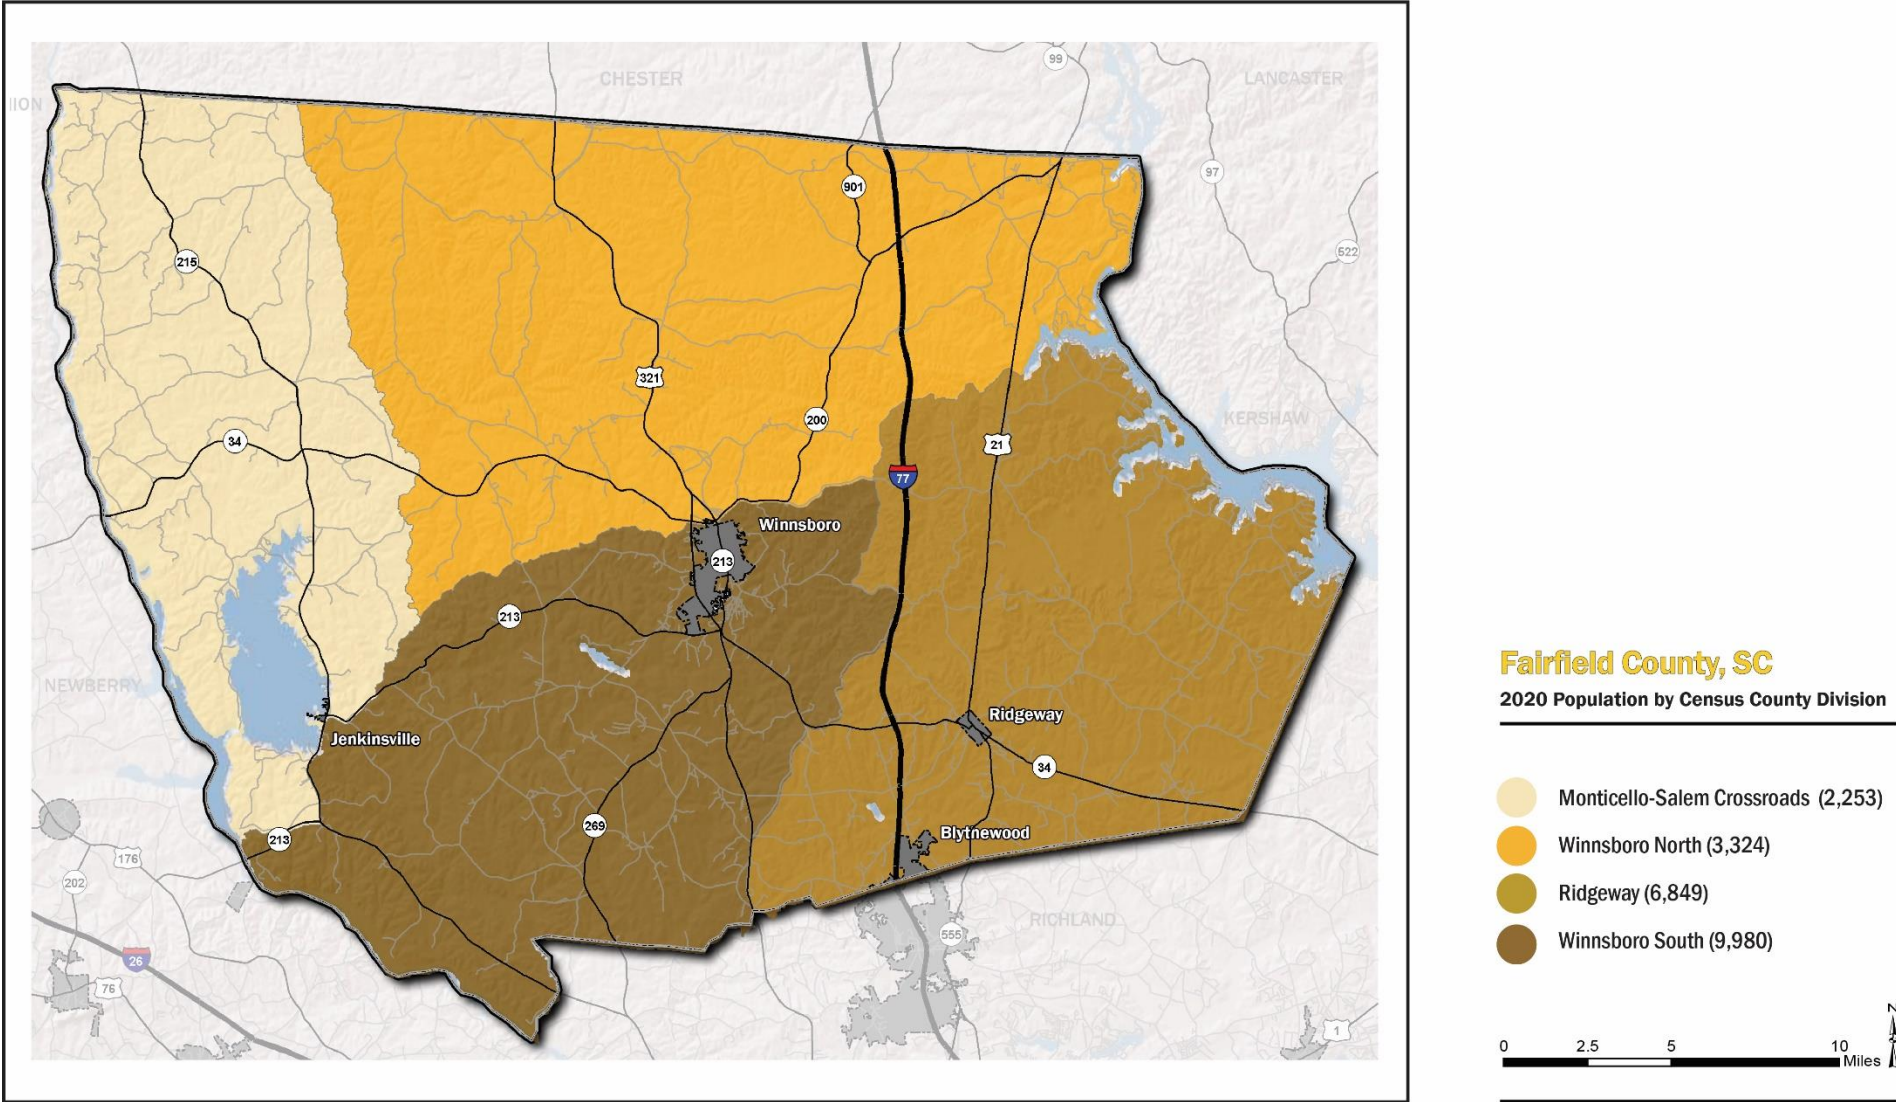 CHESTER
99
LANCASTER
IION
97
901
522
215
321
200
KERSHAW
34
21
77
Winnsboro
213
213
NEWBERRY
Ridgeway
Jenkinsville
34
269
Blytnewood
213
176
202
RICHLAND
555
26
76
1
Fairfield County, SC
2020 Population by Census County Division
Monticello-Salem Crossroads (2,253)
Winnsboro North (3,324)
Ridgeway (6,849)
Winnsboro South (9,980)
N
0 2.5 5 10
Miles